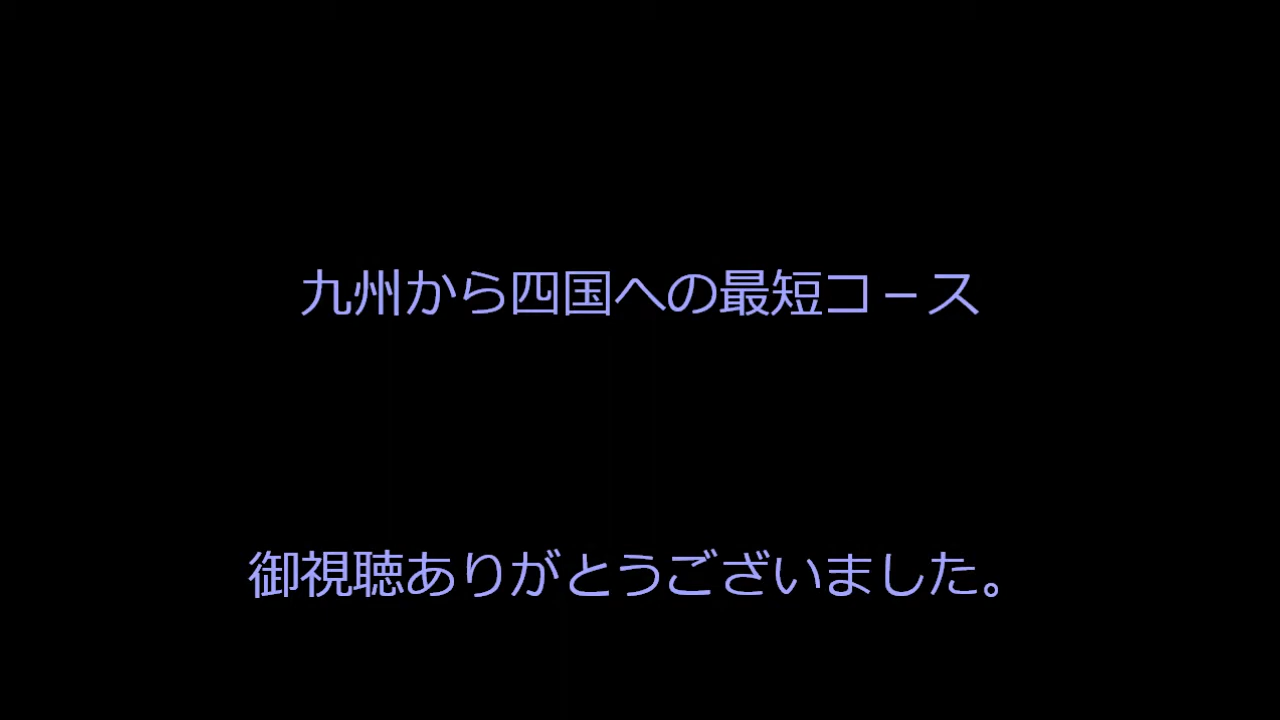 九州から四国への最短コ－ス
御視聴ありがとうございました。